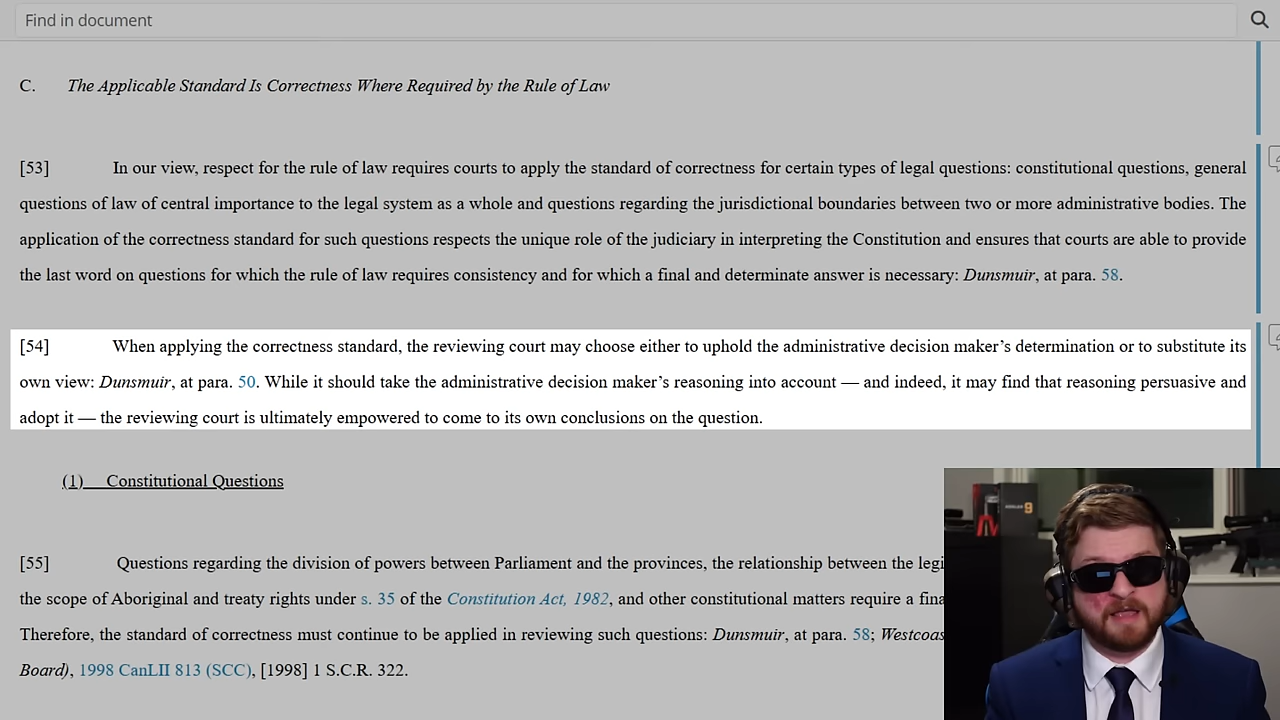 Find in document
C. The Applicable Standard Is Correctness Where Required by the Rule of Law
[53] In our view, respect for the rule of law requires courts to apply the standard of correctness for certain types of legal questions: constitutional questions, general
questions of law of central importance to the legal system as a whole and questions regarding the jurisdictional boundaries between two or more administrative bodies. The
application of the correctness standard for such questions respects the unique role of the judiciary in interpreting the Constitution and ensures that courts are able to provide
the last word on questions for which the rule of law requires consistency and for which a final and determinate answer is necessary: Dunsmuir, at para. 58.
[54] When applying the correctness standard, the reviewing court may choose either to uphold the administrative decision maker’s determination or to substitute its
own view: Dunsmuir, at para. 50. While it should take the administrative decision maker’s reasoning into account — and indeed, it may find that reasoning persuasive and
adopt it — the reviewing court is ultimately empowered to come to its own conclusions on the question.
(1) Constitutional Questions
[55] Questions regarding the division of powers between Parliament and the provinces, the relationship between the
the scope of Aboriginal and treaty rights under s. 35 of the Constitution Act, 1982, and other constitutional matters require a
Therefore, the standard of correctness must continue to be applied in reviewing such questions: Dunsmuir, at para. 58;
Board), 1998 CanLII 813 (SCC), [1998] 1 S.C.R. 322.
9